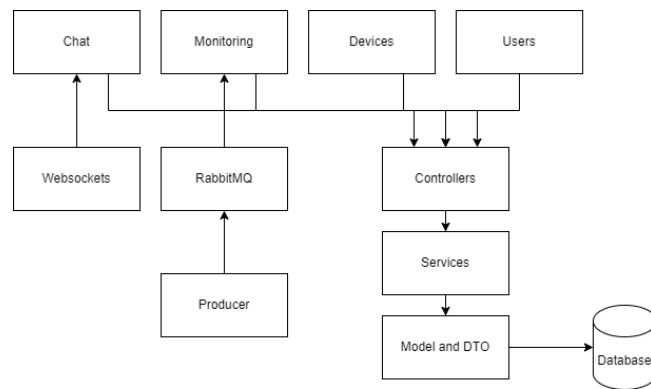 Chat
Monitoring
Devices
Users
Websockets
RabbitMQ
Controllers
Services
Producer
Model and DTO
Database